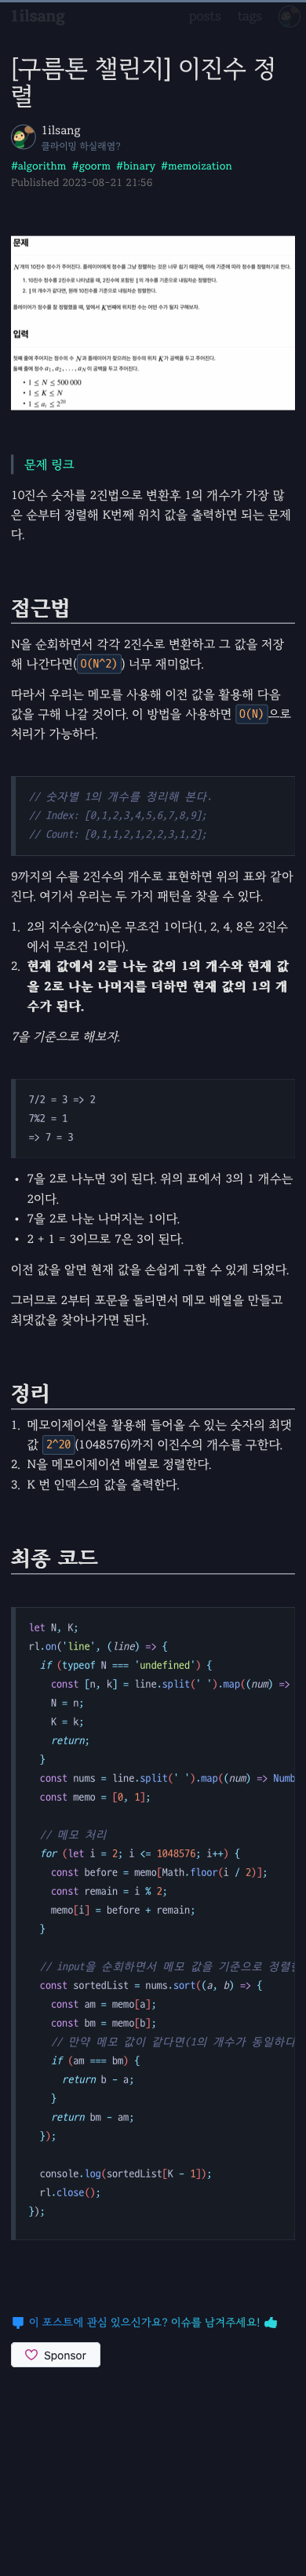 1ilsang
posts tags
[구름톤 챌린지] 이진수 정
렬
1ilsang
클라이밍 하실래염?
#algorithm #goorm #binary #memoization
Published 2023-08-21 21:56
문제
N개의 10진수 정수가 주어진다. 플레이어에게 정수를 그냥 정렬하는 것은 너무 쉽기 때문에, 아래 기준에 따라 정수를 정렬하기로 한다.
1. 10진수 정수를 2진수로 나타냈을 때, 2진수에 포함된 1의 개수를 기준으로 내림차순 정렬한다.
2. 1의 개수가 같다면, 원래 10진수를 기준으로 내림차순 정렬한다.
플레이어가 정수를 잘 정렬했을 때, 앞에서 K번째에 위치한 수는 어떤 수가 될지 구해보자.
입력
첫째 줄에 주어지는 정수의 수 N과 플레이어가 찾으려는 정수의 위치 K가 공백을 두고 주어진다.
둘째 줄에 정수 a₁, a₂, . . . , aₙ이 공백을 두고 주어진다.
• 1 ≤ N ≤ 500 000
• 1 ≤ K ≤ N
• 1 ≤ aᵢ ≤ 2²⁰
문제 링크
10진수 숫자를 2진법으로 변환후 1의 개수가 가장 많
은 순부터 정렬해 K번째 위치 값을 출력하면 되는 문제
다.
접근법
N을 순회하면서 각각 2진수로 변환하고 그 값을 저장
해 나간다면(O(N^2)) 너무 재미없다.
따라서 우리는 메모를 사용해 이전 값을 활용해 다음
값을 구해 나갈 것이다. 이 방법을 사용하면 O(N)으로
처리가 가능하다.
// 숫자별 1의 개수를 정리해 본다.
// Index: [0,1,2,3,4,5,6,7,8,9];
// Count: [0,1,1,2,1,2,2,3,1,2];
9까지의 수를 2진수의 개수로 표현하면 위의 표와 같아
진다. 여기서 우리는 두 가지 패턴을 찾을 수 있다.
1. 2의 지수승(2^n)은 무조건 1이다(1, 2, 4, 8은 2진수
에서 무조건 1이다).
2. 현재 값에서 2를 나눈 값의 1의 개수와 현재 값
을 2로 나눈 나머지를 더하면 현재 값의 1의 개
수가 된다.
7을 기준으로 해보자.
7/2 = 3 => 2
7%2 = 1
=> 7 = 3
• 7을 2로 나누면 3이 된다. 위의 표에서 3의 1 개수는
2이다.
• 7을 2로 나눈 나머지는 1이다.
• 2 + 1 = 3이므로 7은 3이 된다.
이전 값을 알면 현재 값을 손쉽게 구할 수 있게 되었다.
그러므로 2부터 포문을 돌리면서 메모 배열을 만들고
최댓값을 찾아나가면 된다.
정리
1. 메모이제이션을 활용해 들어올 수 있는 숫자의 최댓
값 2^20(1048576)까지 이진수의 개수를 구한다.
2. N을 메모이제이션 배열로 정렬한다.
3. K 번 인덱스의 값을 출력한다.
최종 코드
let N, K;
rl.on('line', (line) => {
if (typeof N === 'undefined') {
const [n, k] = line.split(' ').map((num) =>
N = n;
K = k;
return;
}
const nums = line.split(' ').map((num) => Numb
const memo = [0, 1];
// 메모 처리
for (let i = 2; i <= 1048576; i++) {
const before = memo[Math.floor(i / 2)];
const remain = i % 2;
memo[i] = before + remain;
}
// input을 순회하면서 메모 값을 기준으로 정렬한
const sortedList = nums.sort((a, b) => {
const am = memo[a];
const bm = memo[b];
// 만약 메모 값이 같다면(1의 개수가 동일하다
if (am === bm) {
return b - a;
}
return bm - am;
});
console.log(sortedList[K - 1]);
rl.close();
});
이 포스트에 관심 있으신가요? 이슈를 남겨주세요!
Sponsor